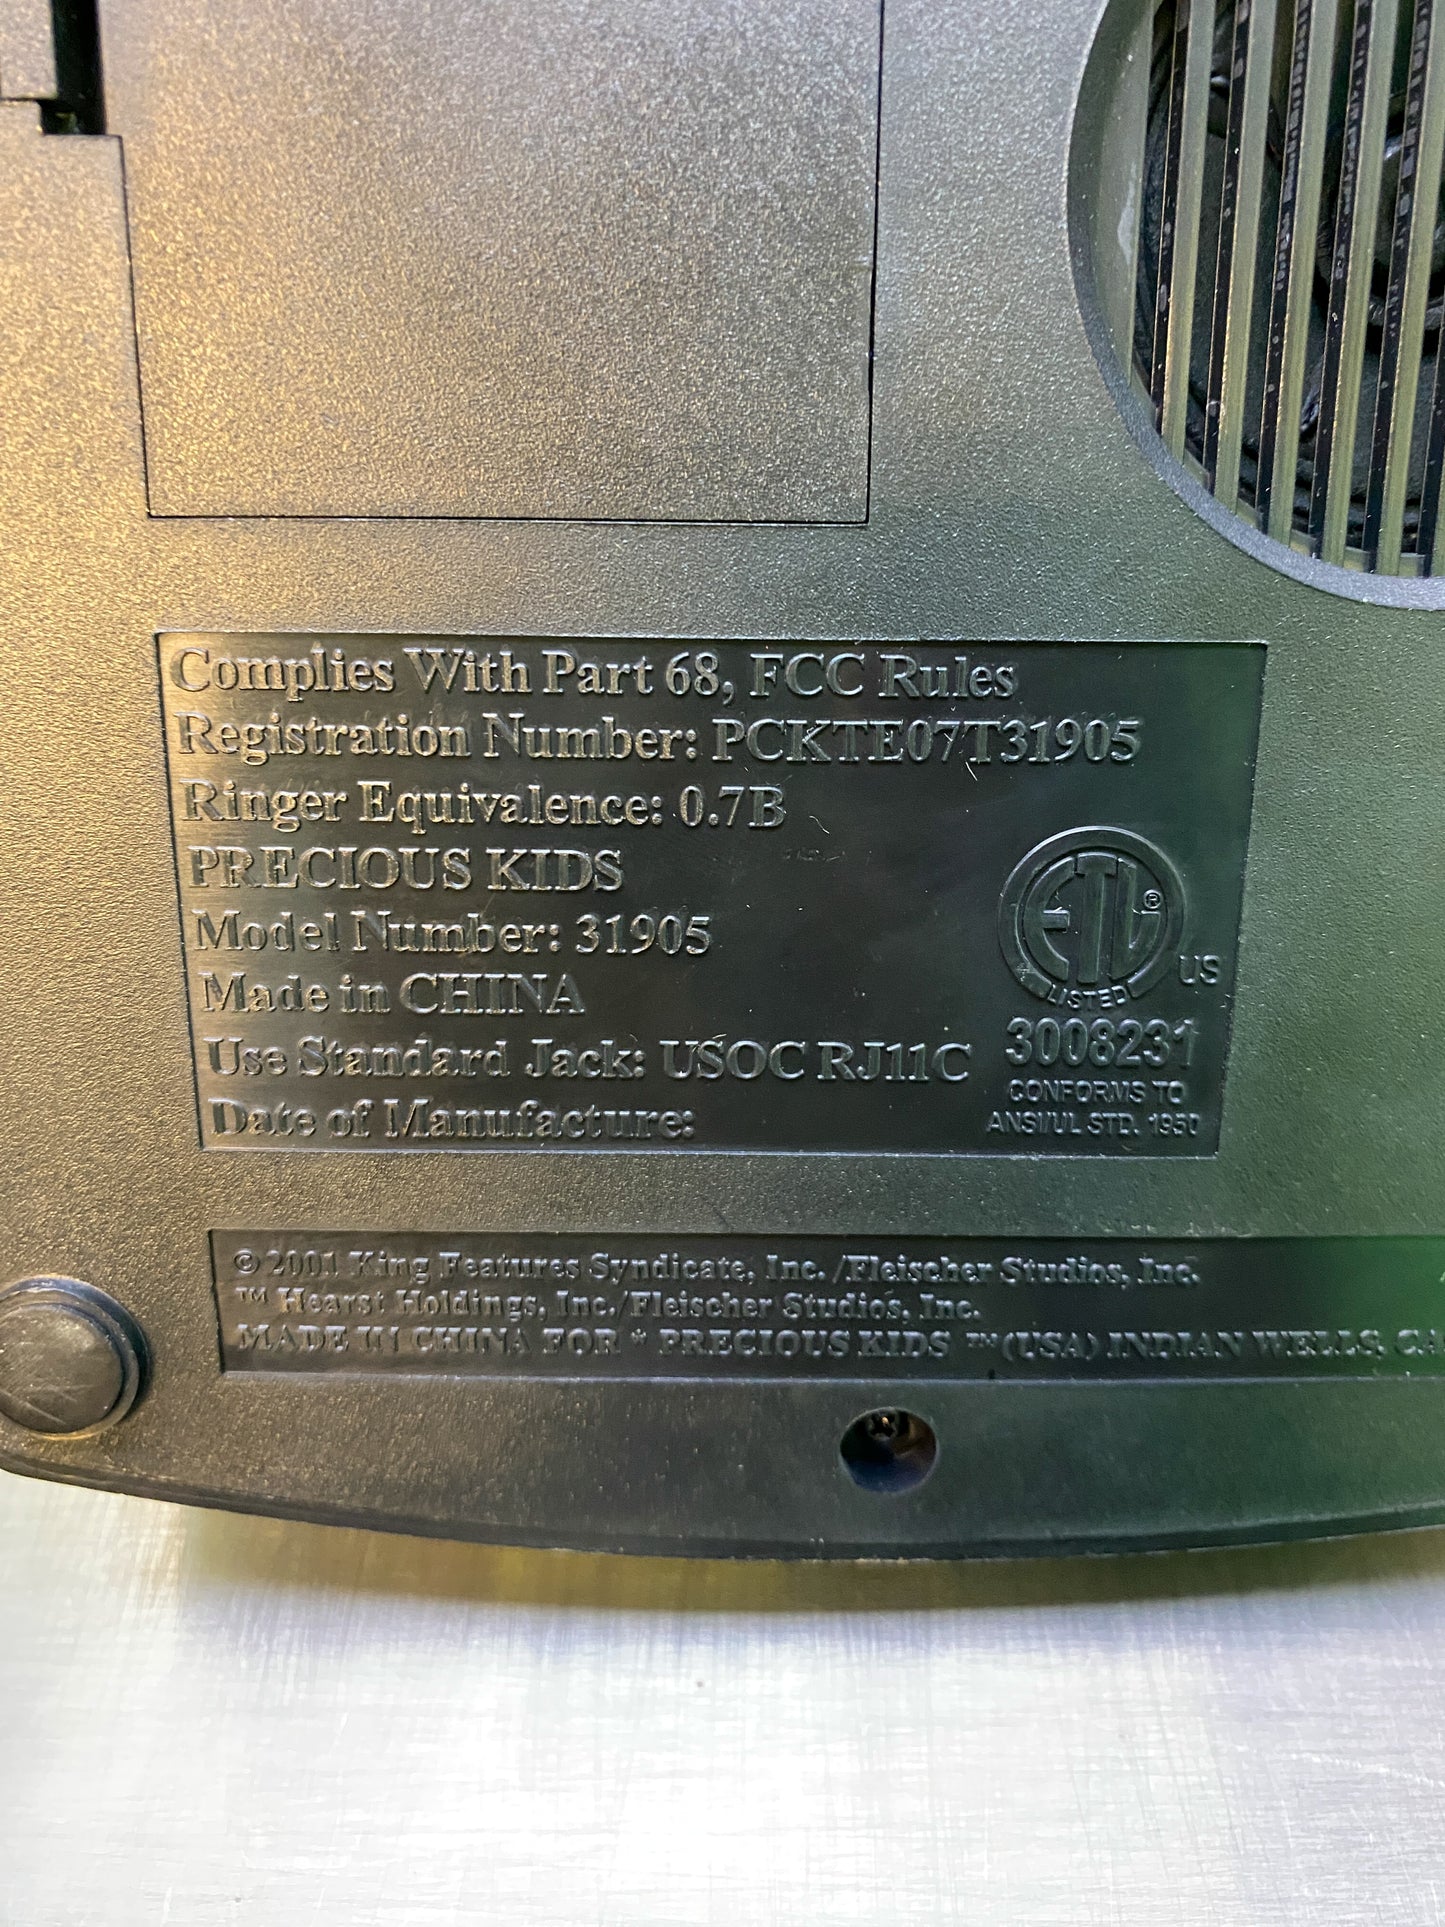 Complies With Part 68, FCC Rules
Registration Number: PCKTE07T31905
Ringer Equivalence: 0.7B
PRECIOUS KIDS
Model Number: 31905
Made in CHINA
Use Standard Jack: USOC RJ11C
Date of Manufacture:
ETL®
LISTED
US
3008231
CONFORMS TO
ANSI/UL STD. 1950
© 2001 King Features Syndicate, Inc. /Fleischer Studios, Inc.
™ Hearst Holdings, Inc./Fleischer Studios, Inc.
MADE IN CHINA FOR * PRECIOUS KIDS ™ (USA) INDIAN WELLS, CA